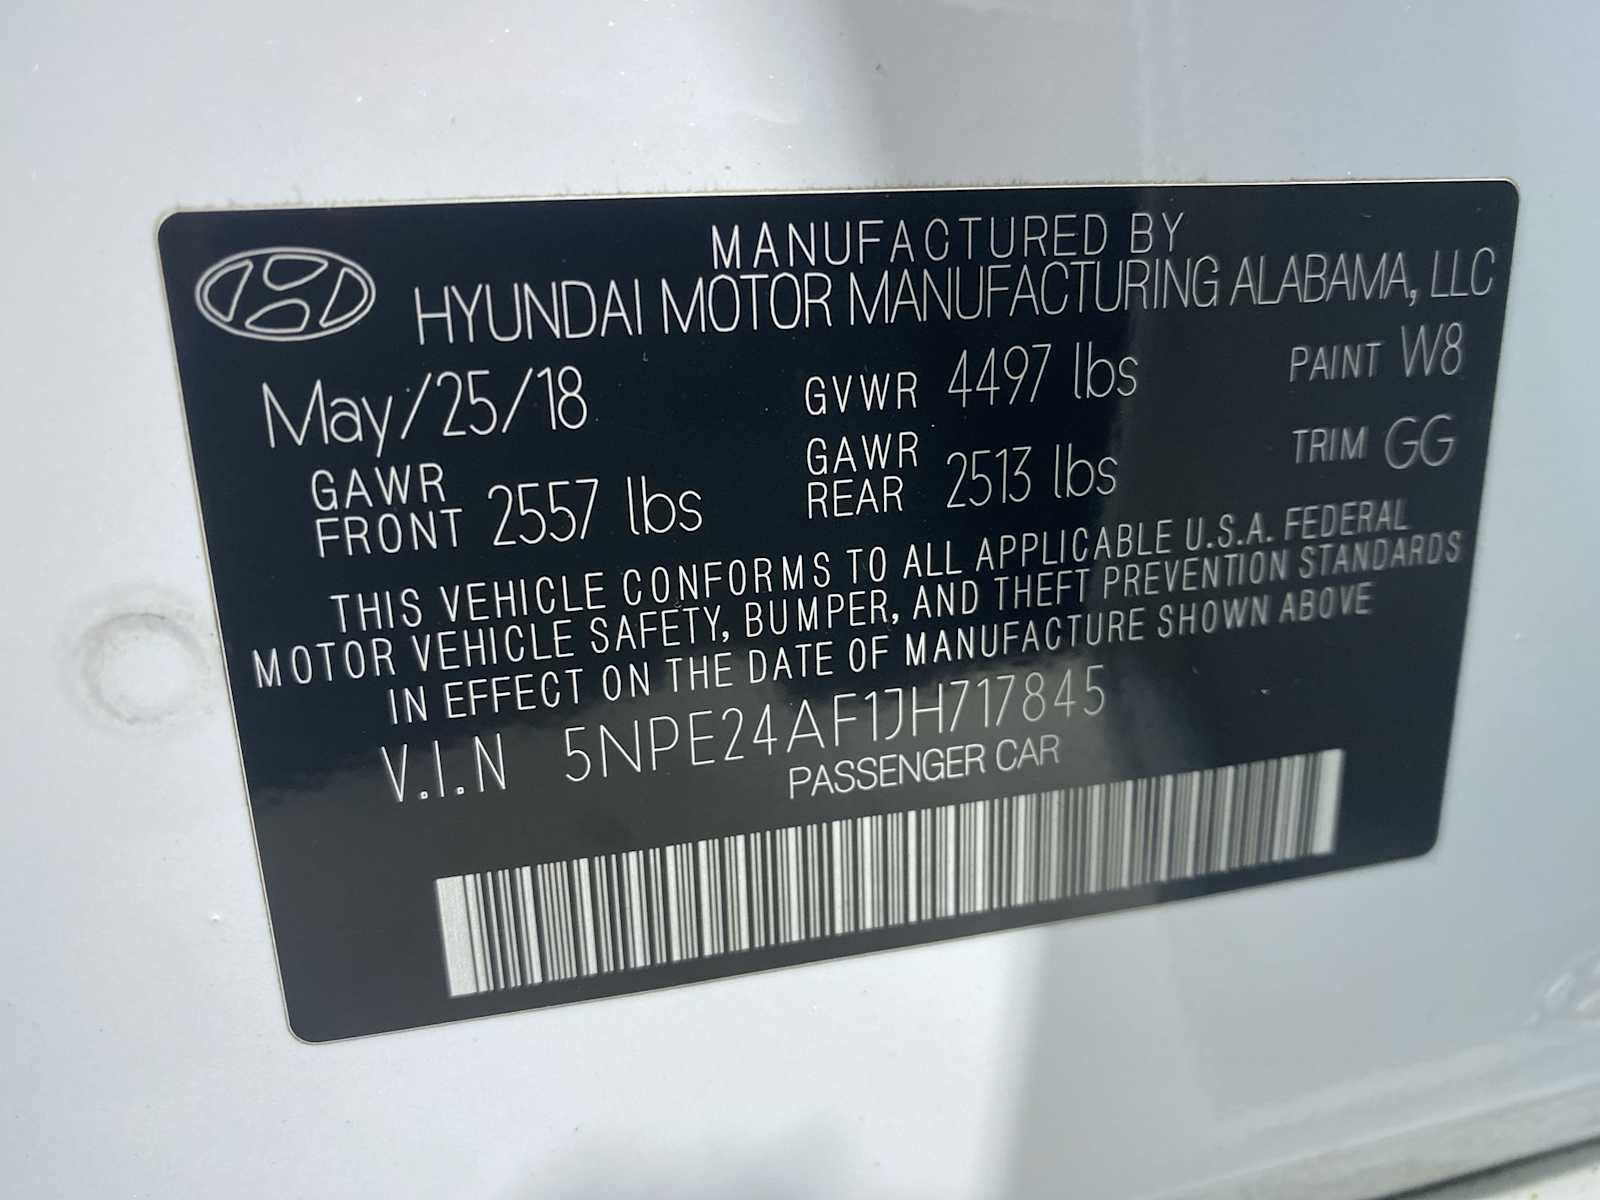 MANUFACTURED BY
HYUNDAI MOTOR MANUFACTURING ALABAMA, LLC
May/25/18 GVWR 4497 lbs PAINT W8
GAWR FRONT 2557 lbs GAWR REAR 2513 lbs TRIM GG
THIS VEHICLE CONFORMS TO ALL APPLICABLE U.S.A. FEDERAL
MOTOR VEHICLE SAFETY, BUMPER, AND THEFT PREVENTION STANDARDS
IN EFFECT ON THE DATE OF MANUFACTURE SHOWN ABOVE
V.I.N 5NPE24AF1JH717845
PASSENGER CAR